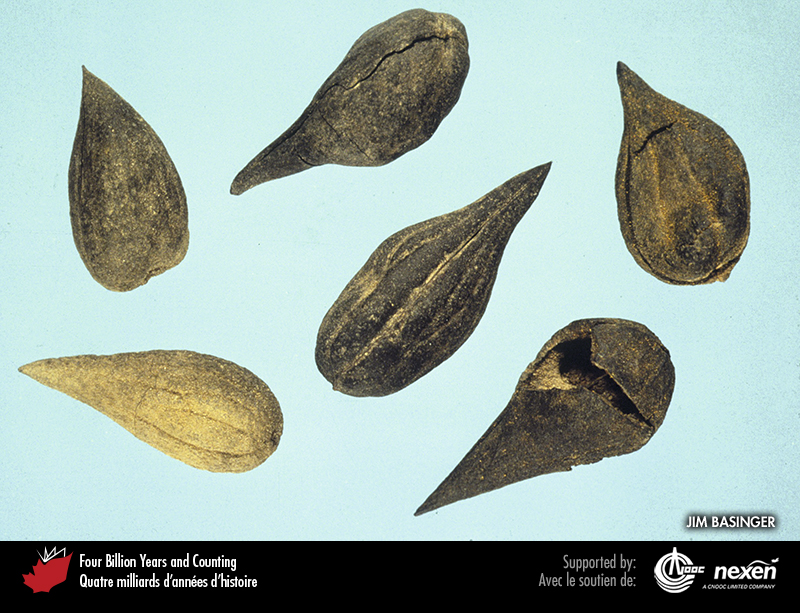 JIM BASINGER
Four Billion Years and Counting
Quatre milliards d'années d'histoire
Supported by:
Avec le soutien de:
CNOOC
nexen
A CNOOC LIMITED COMPANY